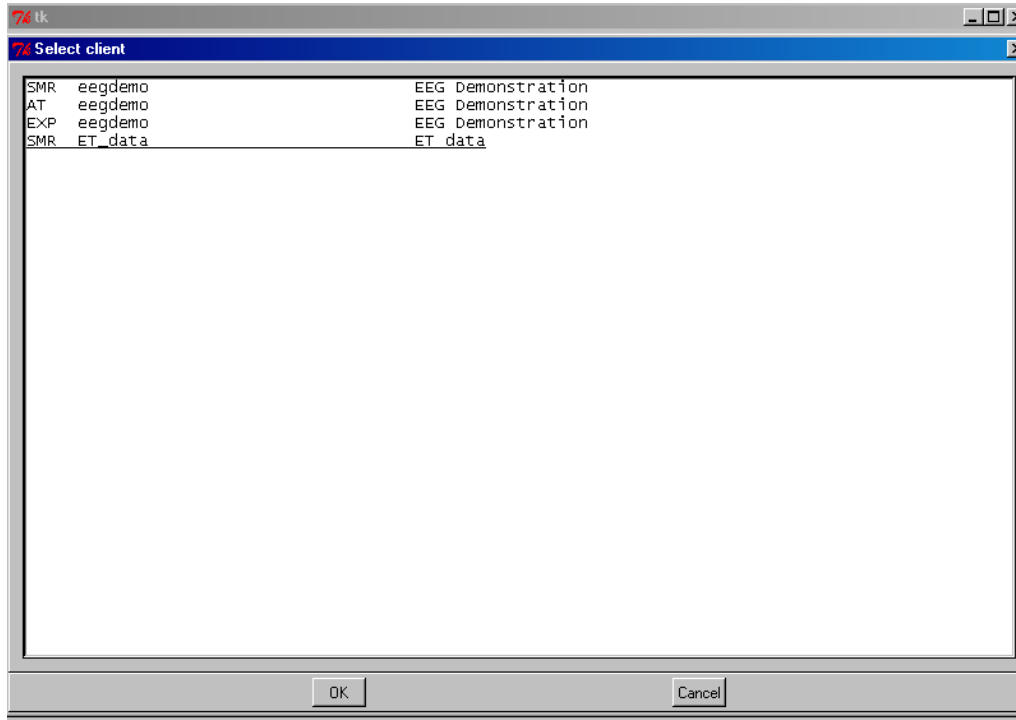 tk
Select client
SMR eegdemo EEG Demonstration
AT eegdemo EEG Demonstration
EXP eegdemo EEG Demonstration
SMR ET_data ET data
OK Cancel